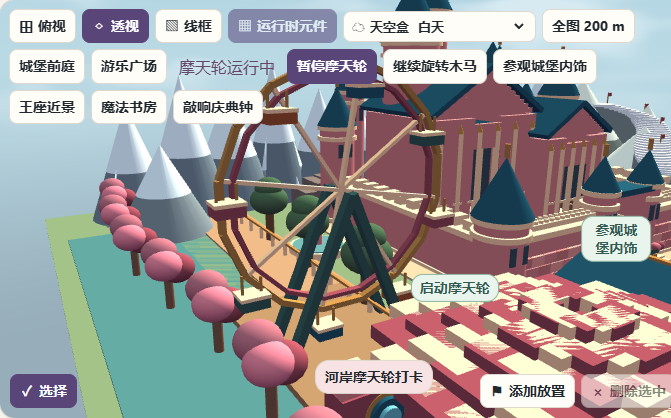 俯视 透视 线框 运行时元件 天空盒 白天 全图 200 m
城堡前庭 游乐广场 摩天轮运行中 暂停摩天轮 继续旋转木马 参观城堡内饰
王座近景 魔法书房 敲响庆典钟
参观城
堡内饰
启动摩天轮
河岸摩天轮打卡
✓ 选择 添加放置 × 删除选中